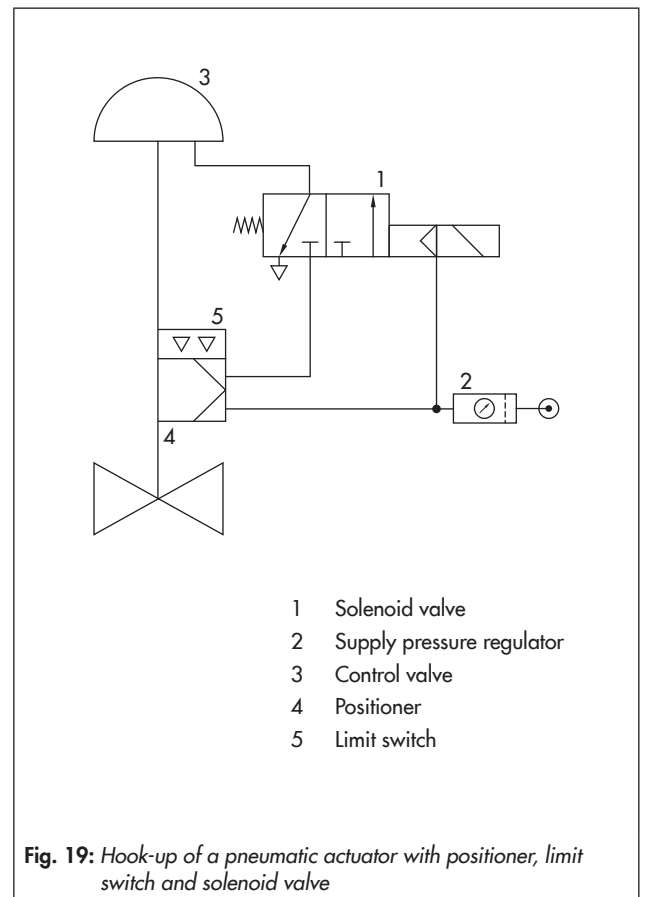 3
1
5
2
4
1 Solenoid valve
2 Supply pressure regulator
3 Control valve
4 Positioner
5 Limit switch
Fig. 19: Hook-up of a pneumatic actuator with positioner, limit
switch and solenoid valve